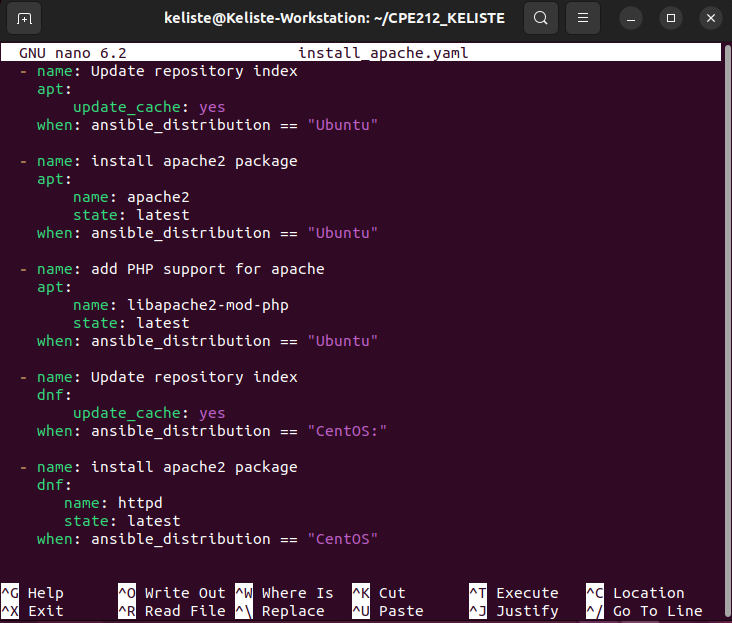 keliste@Keliste-Workstation: ~/CPE212_KELISTE
GNU nano 6.2 install_apache.yaml
- name: Update repository index
apt:
update_cache: yes
when: ansible_distribution == "Ubuntu"
- name: install apache2 package
apt:
name: apache2
state: latest
when: ansible_distribution == "Ubuntu"
- name: add PHP support for apache
apt:
name: libapache2-mod-php
state: latest
when: ansible_distribution == "Ubuntu"
- name: Update repository index
dnf:
update_cache: yes
when: ansible_distribution == "CentOS:"
- name: install apache2 package
dnf:
name: httpd
state: latest
when: ansible_distribution == "CentOS"
^G Help ^O Write Out ^W Where Is ^K Cut ^T Execute ^C Location
^X Exit ^R Read File ^\ Replace ^U Paste ^J Justify ^/ Go To Line